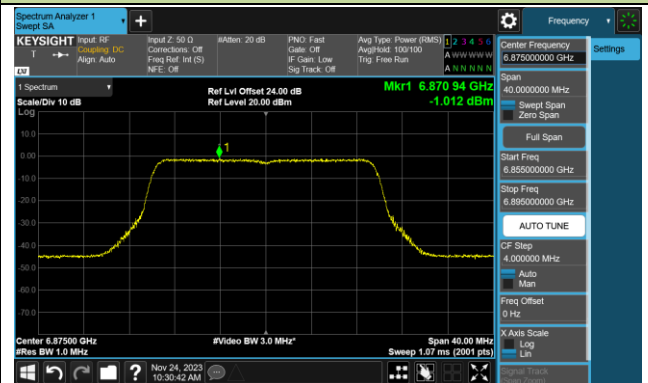 Spectrum Analyzer 1
Swept SA
Frequency
KEYSIGHT
Input: RF
Coupling: DC
Align: Auto
Input Z: 50 Ω
Corrections: Off
Freq Ref: Int (S)
NFE: Off
#Atten: 20 dB
PNO: Fast
Gate: Off
IF Gain: Low
Sig Track: Off
Avg Type: Power (RMS)
Avg|Hold: 100/100
Trig: Free Run
1 2 3 4 5 6
A W W W W W
A N N N N N
T
LXI
Center Frequency
6.875000000 GHz
Settings
Span
40.0000000 MHz
Swept Span
Zero Span
Full Span
Start Freq
6.855000000 GHz
Stop Freq
6.895000000 GHz
AUTO TUNE
CF Step
4.000000 MHz
Auto
Man
Freq Offset
0 Hz
X Axis Scale
Log
Lin
Signal Track
(Span Zoom)
1 Spectrum
Scale/Div 10 dB
Log
Ref Lvl Offset 24.00 dB
Ref Level 20.00 dBm
Mkr1 6.870 94 GHz
-1.012 dBm
1
10.0
0.00
-10.0
-20.0
-30.0
-40.0
-50.0
-60.0
-70.0
Center 6.87500 GHz
#Res BW 1.0 MHz
#Video BW 3.0 MHz*
Span 40.00 MHz
Sweep 1.07 ms (2001 pts)
?
Nov 24, 2023
10:30:42 AM